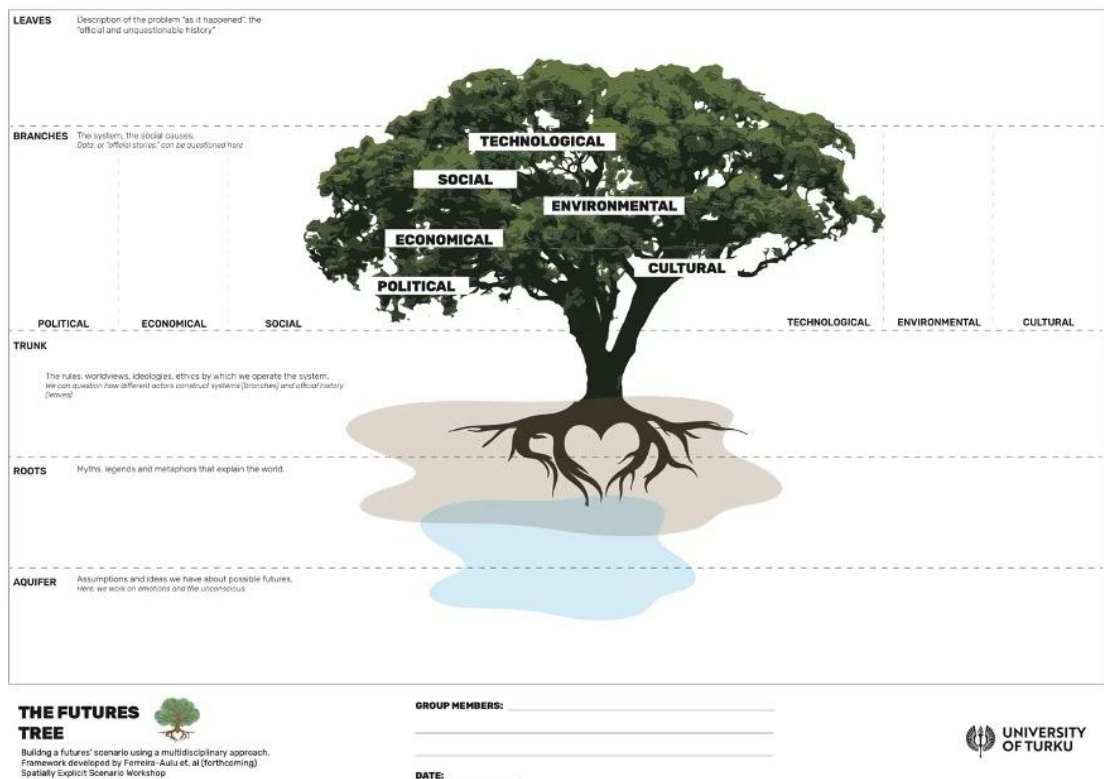 LEAVES
Description of the problem "as it happened", the
"official and unquestionable history"
BRANCHES
The system, the social causes.
Data, or "official stories," can be questioned here
TECHNOLOGICAL
SOCIAL
ENVIRONMENTAL
ECONOMICAL
CULTURAL
POLITICAL
POLITICAL
ECONOMICAL
SOCIAL
TECHNOLOGICAL
ENVIRONMENTAL
CULTURAL
TRUNK
The rules: worldviews, ideologies, ethics by which we operate the system.
We can question how different actors construct systems (branches) and official history
(leaves)
ROOTS
Myths, legends and metaphors that explain the world.
AQUIFER
Assumptions and ideas we have about possible futures.
Here, we work on emotions and the unconscious
THE FUTURES
TREE
Buildng a futures' scenario using a multidisciplinary approach.
Framework developed by Ferreira-Aulu et. al (forthcoming)
Spatially Explicit Scenario Workshop
GROUP MEMBERS:
DATE:
UNIVERSITY
OF TURKU